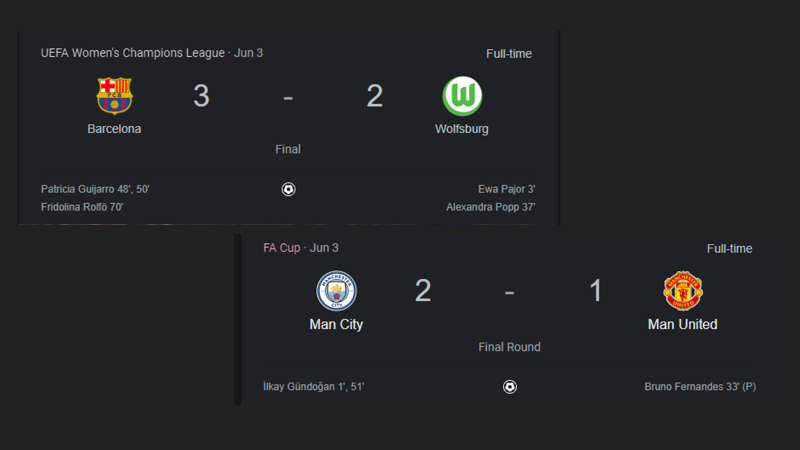 UEFA Women's Champions League · Jun 3
Full-time
3 - 2
Barcelona
Wolfsburg
Final
Patricia Guijarro 48', 50'
Ewa Pajor 3'
Fridolina Rolfö 70'
Alexandra Popp 37'
FA Cup · Jun 3
Full-time
2 - 1
Man City
Man United
Final Round
İlkay Gündoğan 1', 51'
Bruno Fernandes 33' (P)